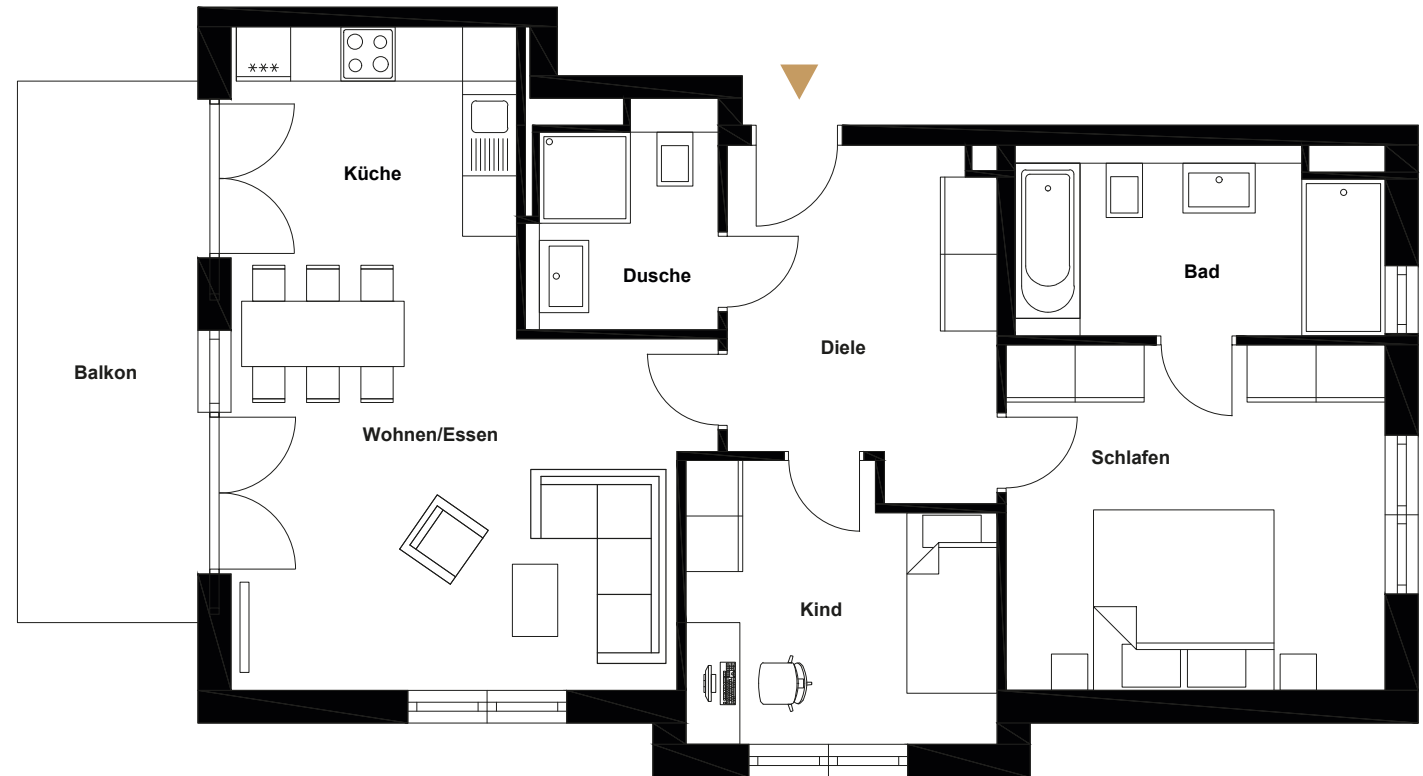 Küche
Dusche
Bad
Diele
Balkon
Wohnen/Essen
Schlafen
Kind